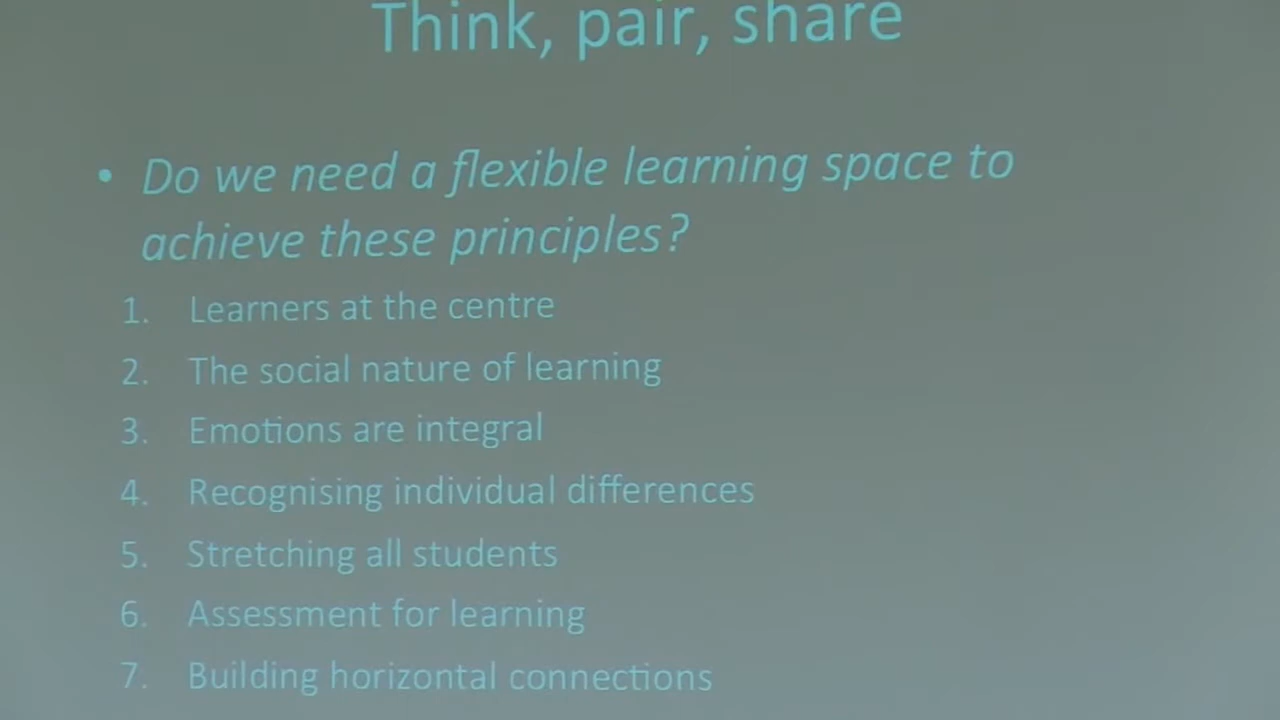 Think, pair, share
• Do we need a flexible learning space to
achieve these principles?
1. Learners at the centre
2. The social nature of learning
3. Emotions are integral
4. Recognising individual differences
5. Stretching all students
6. Assessment for learning
7. Building horizontal connections